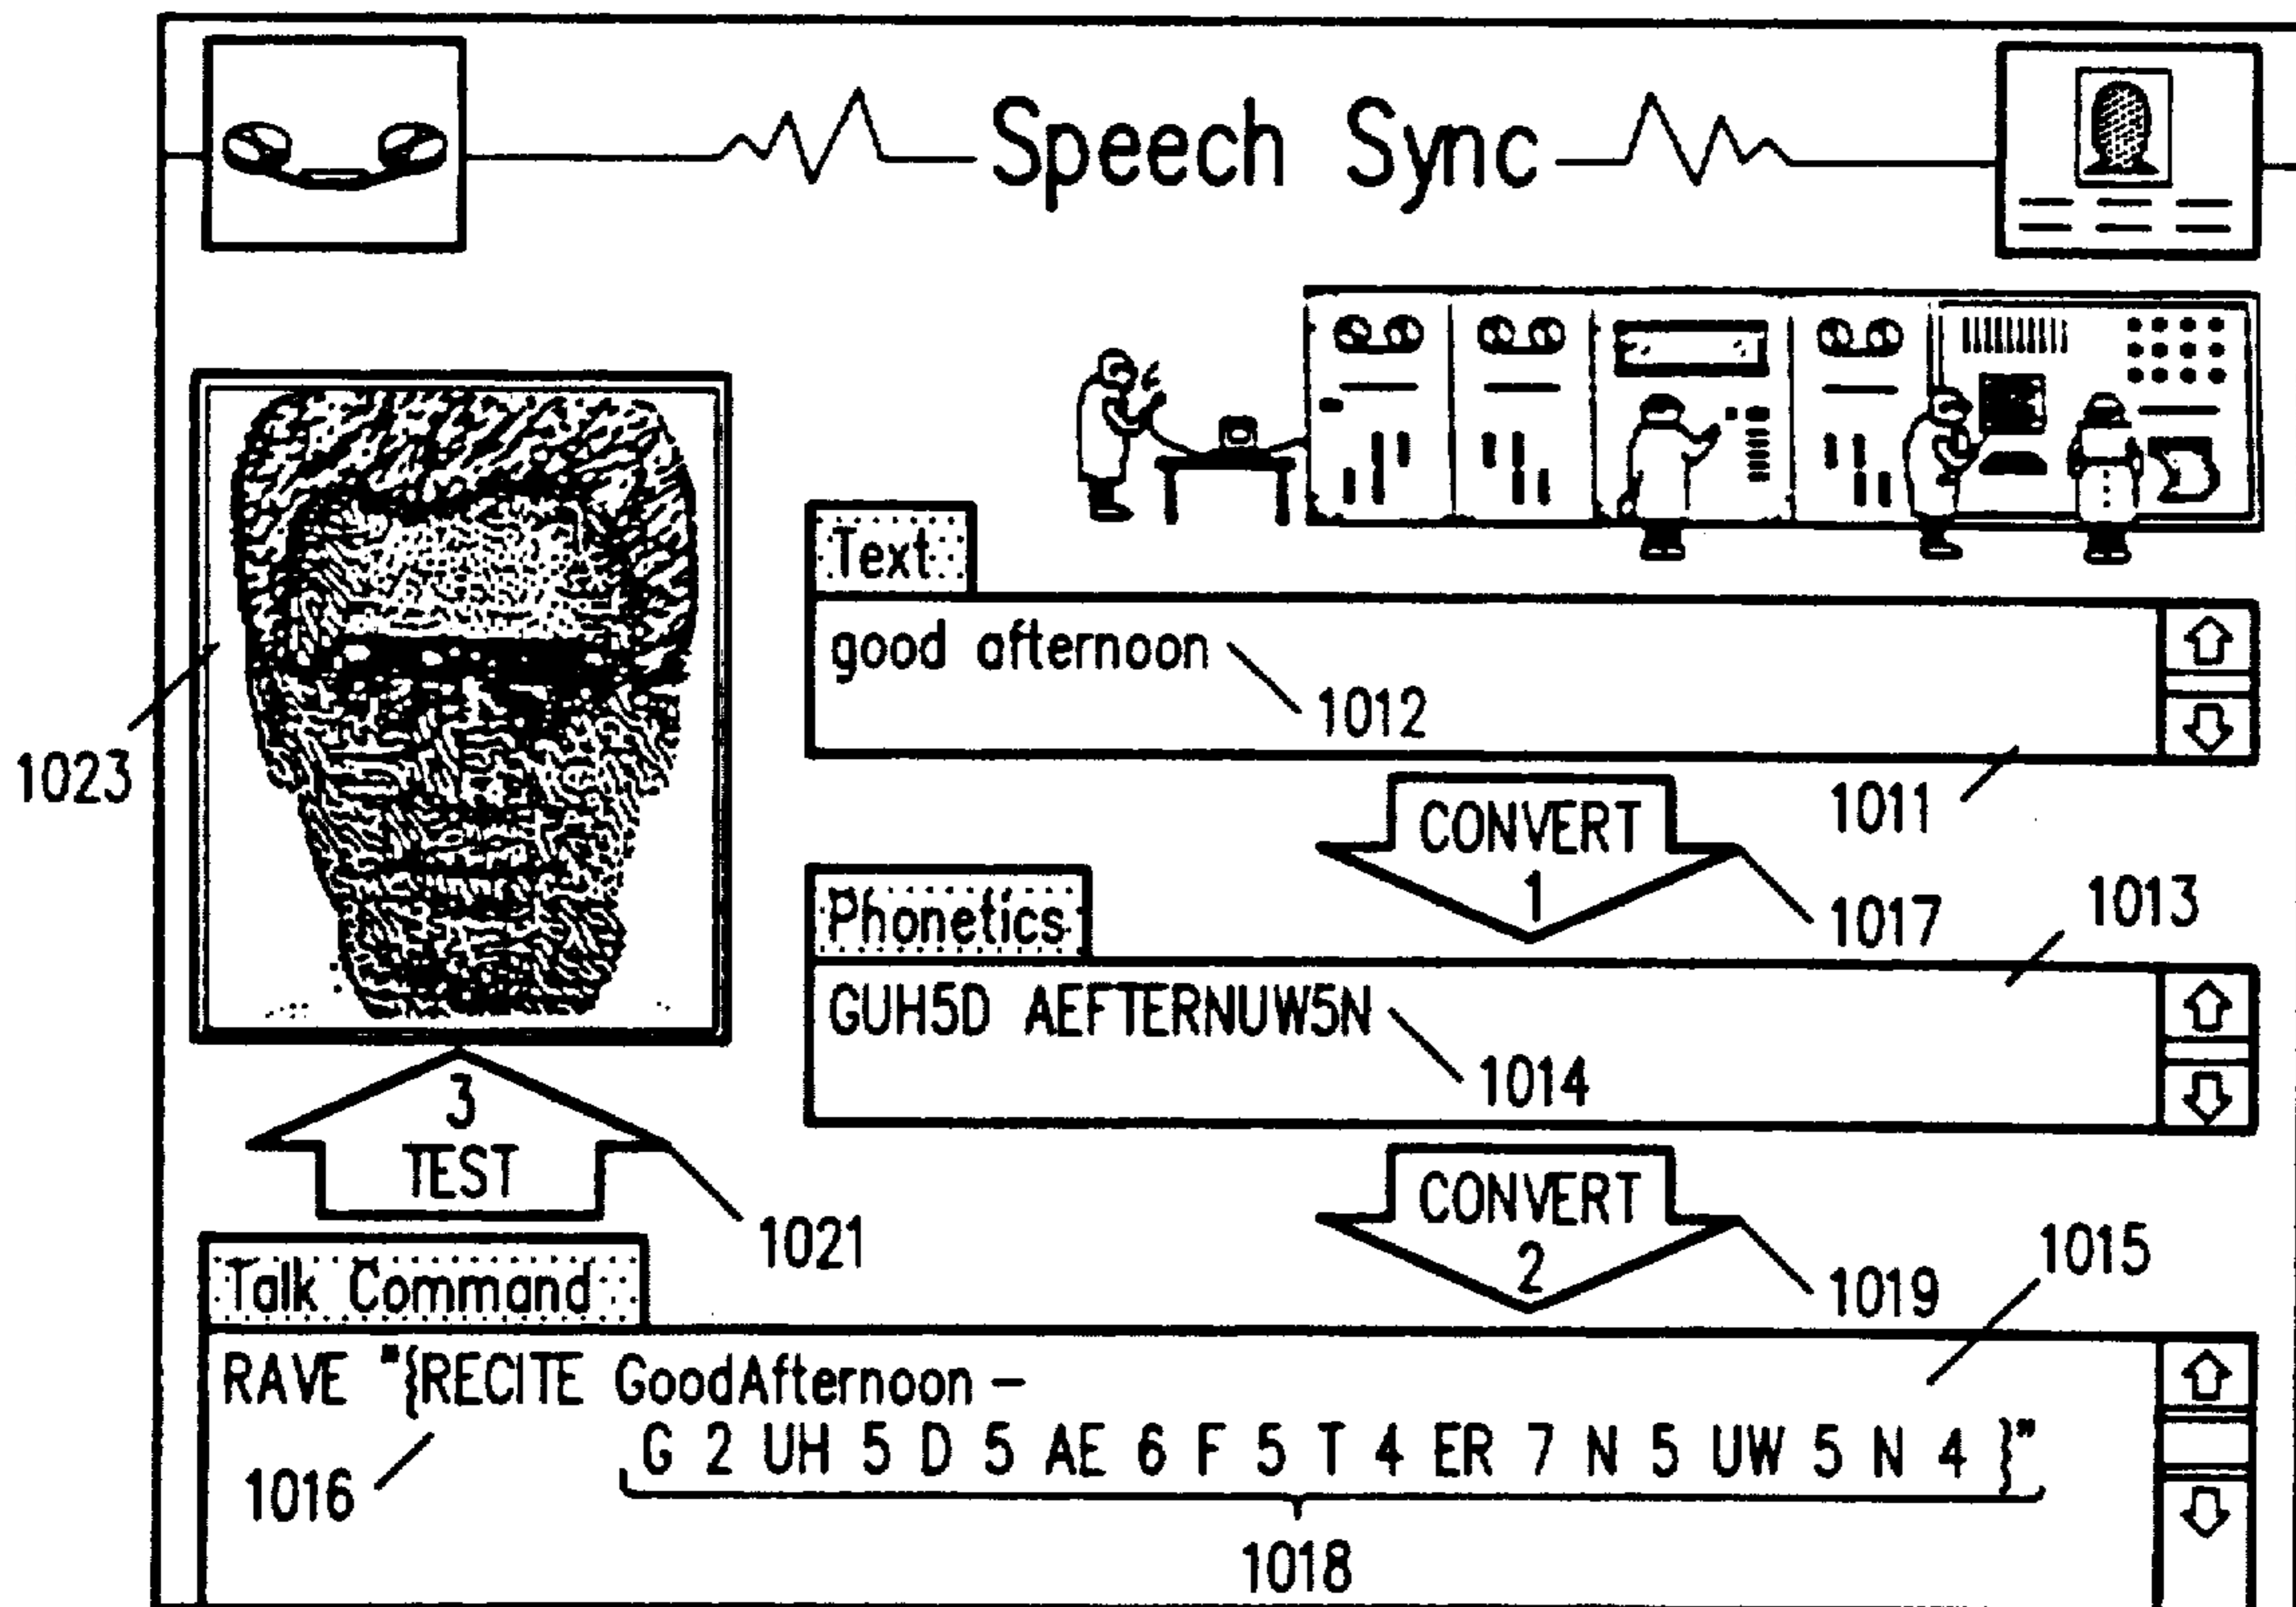 Speech Sync
Text
good afternoon
1012
1023
1011
CONVERT
1
1017
1013
Phonetics
GUH5D AEFTERNUW5N
1014
3
TEST
1021
CONVERT
2
1019
1015
Talk Command
RAVE "{RECITE GoodAfternoon –
G 2 UH 5 D 5 AE 6 F 5 T 4 ER 7 N 5 UW 5 N 4 }"
1016
1018